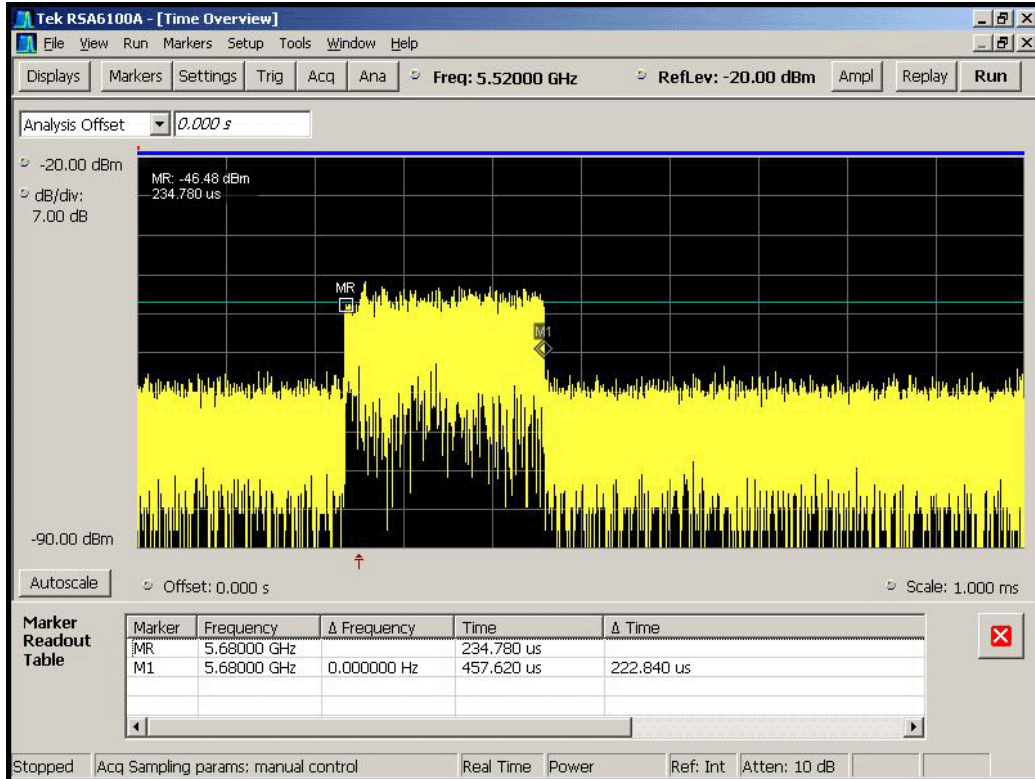 Tek RSA6100A - [Time Overview]
File View Run Markers Setup Tools Window Help
Displays Markers Settings Trig Acq Ana Freq: 5.52000 GHz RefLev: -20.00 dBm Ampl Replay Run
Analysis Offset 0.000 s
-20.00 dBm
dB/div:
7.00 dB
MR: -46.48 dBm
234.780 us
MR
M1
-90.00 dBm
Autoscale Offset: 0.000 s Scale: 1.000 ms
Marker Readout Table
Marker Frequency Δ Frequency Time Δ Time
MR 5.68000 GHz 234.780 us
M1 5.68000 GHz 0.000000 Hz 457.620 us 222.840 us
Stopped Acq Sampling params: manual control Real Time Power Ref: Int Atten: 10 dB